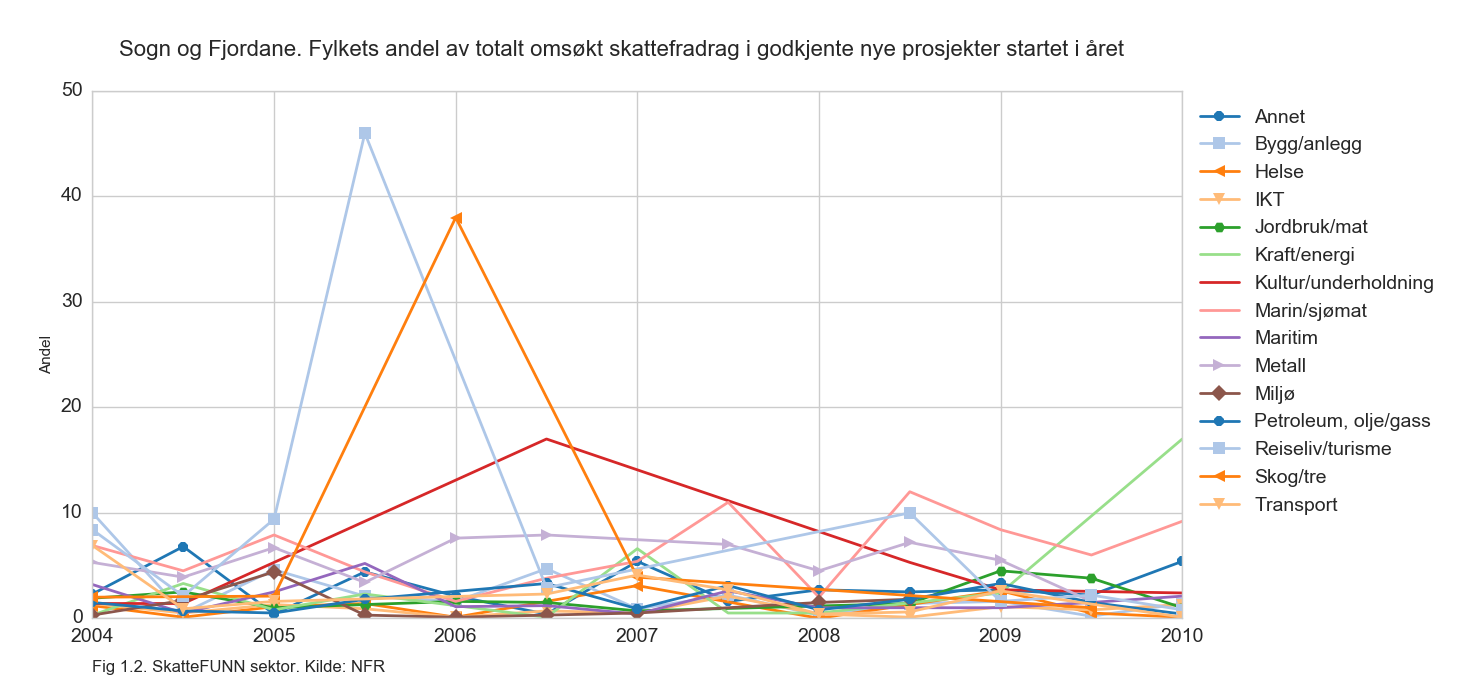 Sogn og Fjordane. Fylkets andel av totalt omsøkt skattefradrag i godkjente nye prosjekter startet i året
50
40
30
20
10
0
Andel
2004 2005 2006 2007 2008 2009 2010
Annet
Bygg/anlegg
Helse
IKT
Jordbruk/mat
Kraft/energi
Kultur/underholdning
Marin/sjømat
Maritim
Metall
Miljø
Petroleum, olje/gass
Reiseliv/turisme
Skog/tre
Transport
Fig 1.2. SkatteFUNN sektor. Kilde: NFR